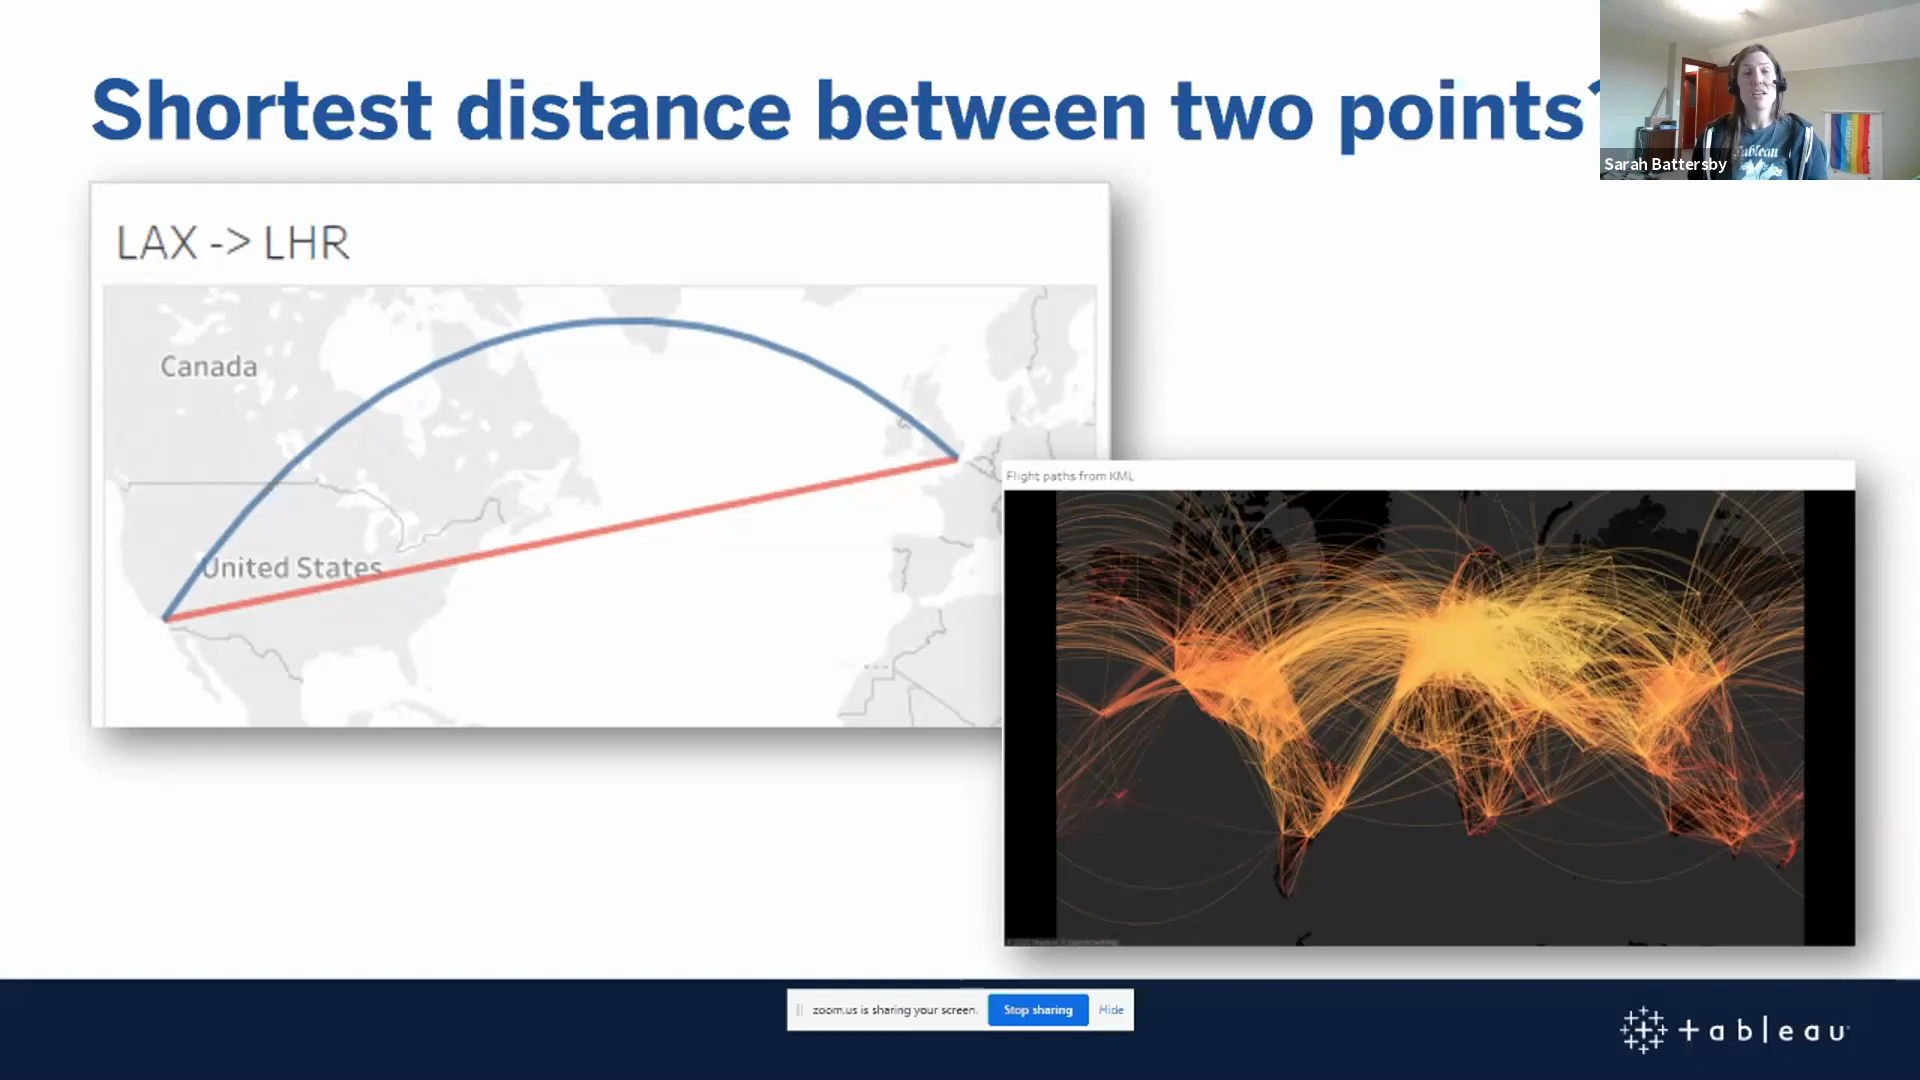 Shortest distance between two points?
Sarah Battersby
LAX -> LHR
Canada
United States
Flight paths from KML
zoom.us is sharing your screen.
Stop sharing
Hide
+ableau